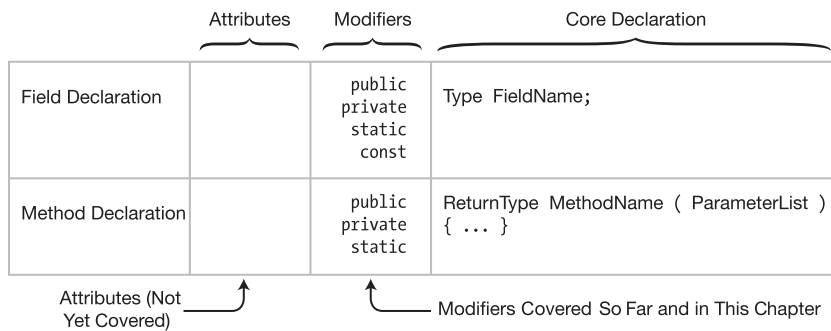 Attributes Modifiers Core Declaration
Field Declaration
public
private
static
const
Type FieldName;
Method Declaration
public
private
static
ReturnType MethodName ( ParameterList )
{ ... }
Attributes (Not
Yet Covered)
Modifiers Covered So Far and in This Chapter